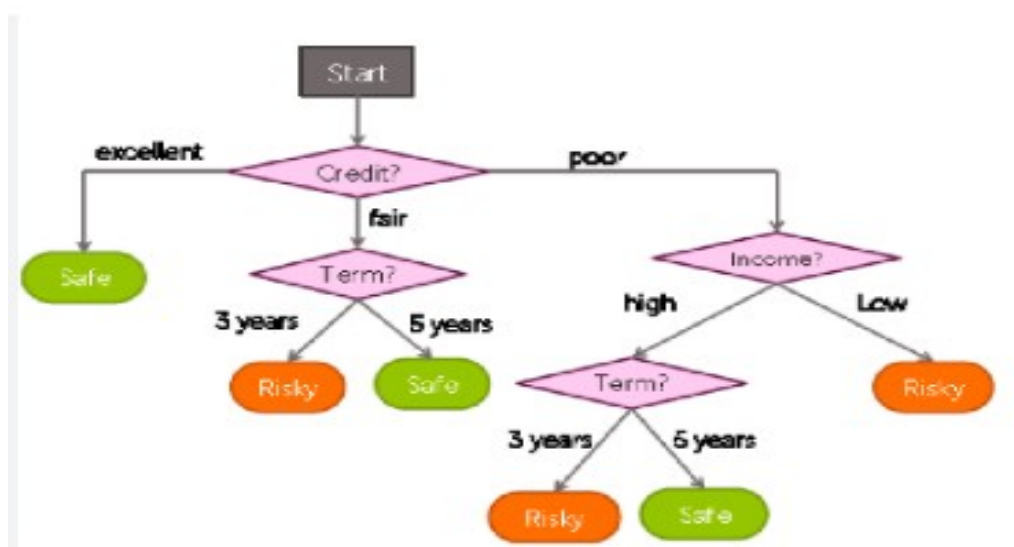 Start
excellent
Credit?
poor
fair
Safe
Term?
Income?
3 years
5 years
high
Low
Risky
Safe
Term?
Risky
3 years
5 years
Risky
Safe